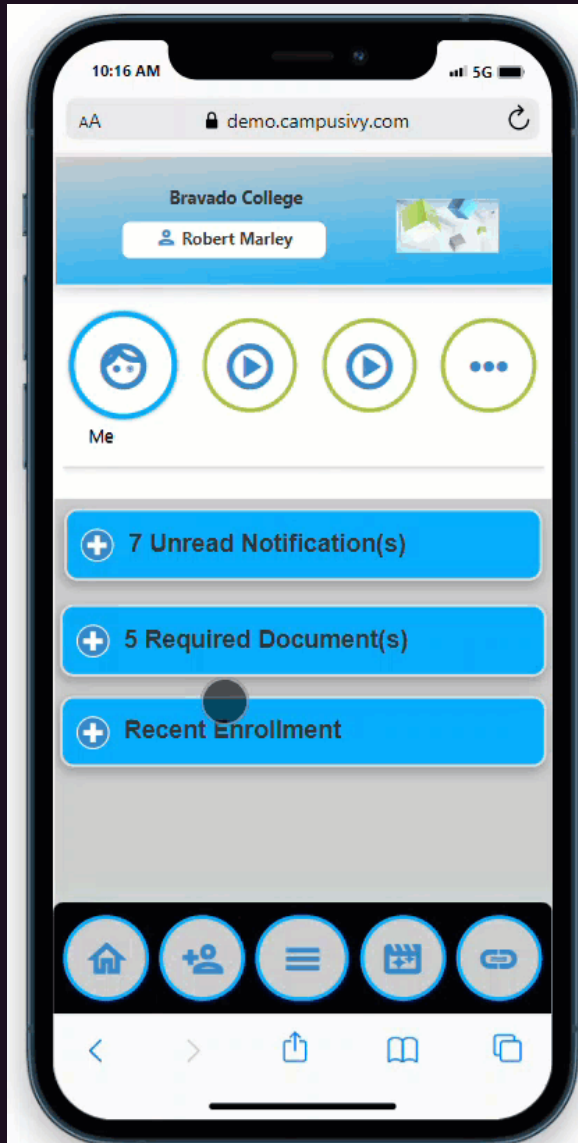 10:16 AM
5G
AA
demo.campusivy.com
Bravado College
Robert Marley
Me
7 Unread Notification(s)
5 Required Document(s)
Recent Enrollment